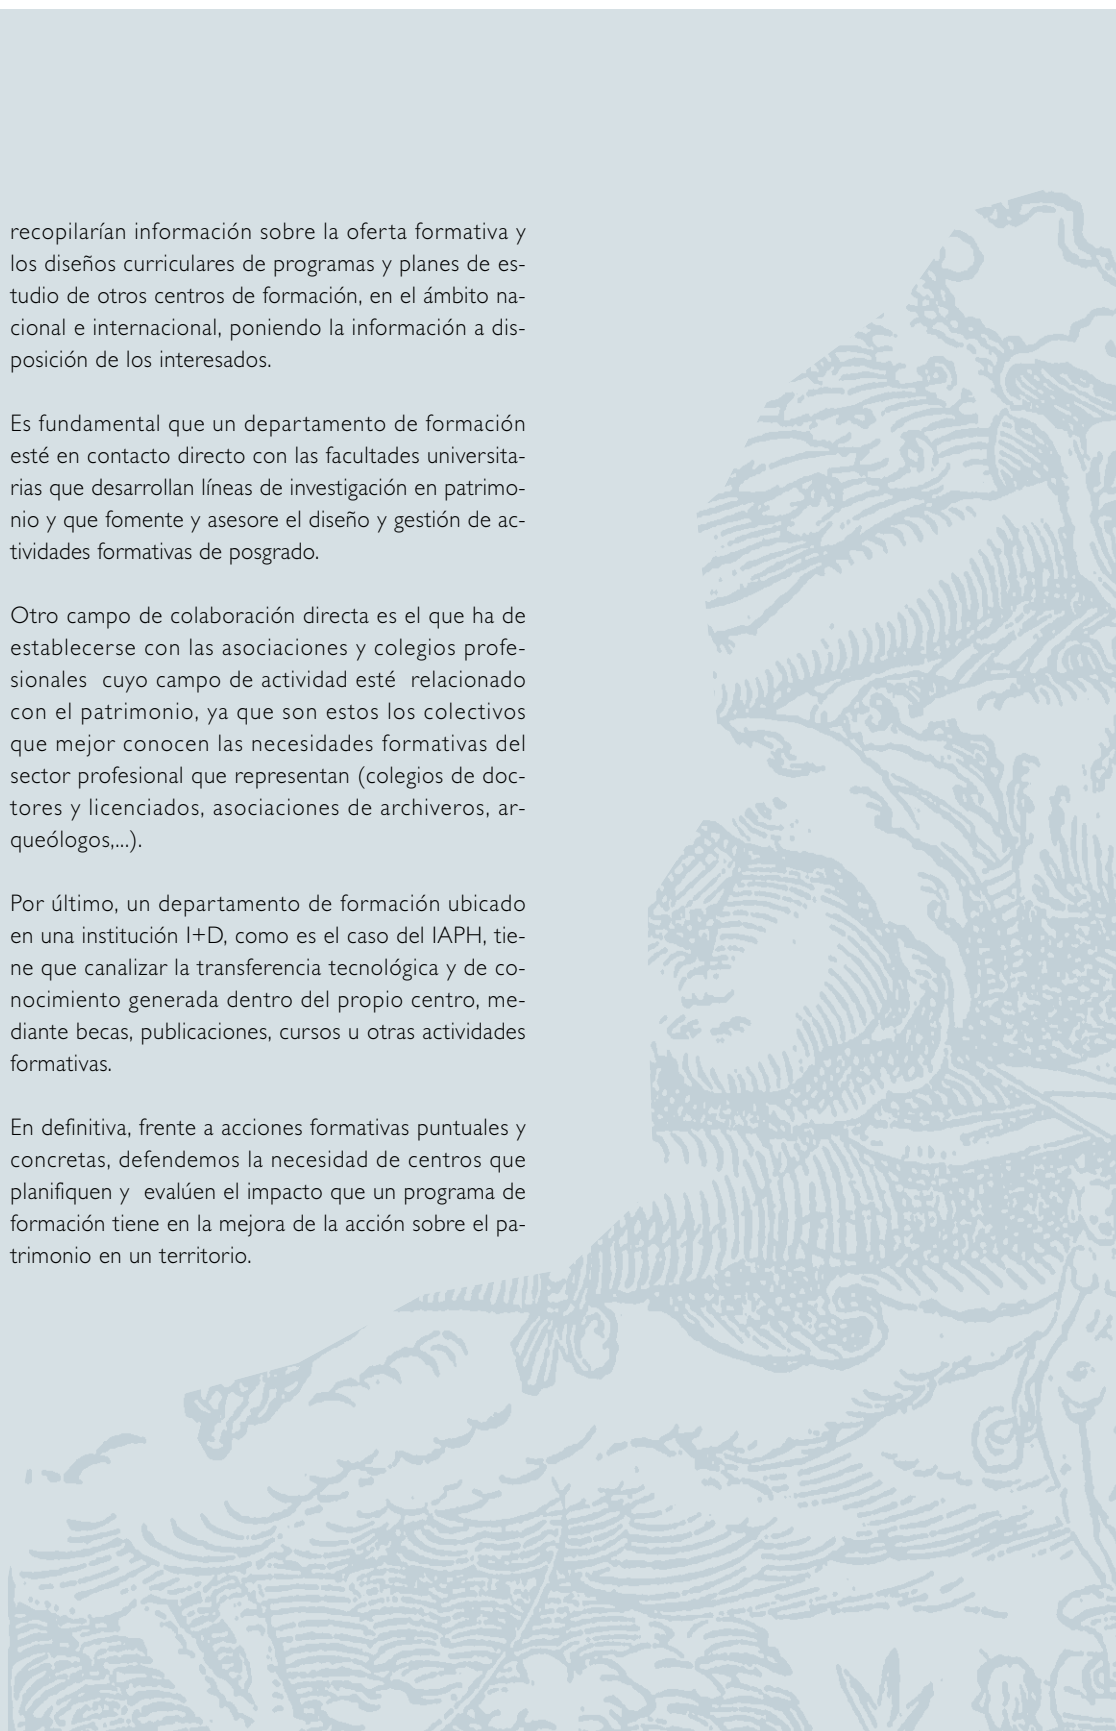 recopilarían información sobre la oferta formativa y
los diseños curriculares de programas y planes de es-
tudio de otros centros de formación, en el ámbito na-
cional e internacional, poniendo la información a dis-
posición de los interesados.
Es fundamental que un departamento de formación
esté en contacto directo con las facultades universita-
rias que desarrollan líneas de investigación en patrimo-
nio y que fomente y asesore el diseño y gestión de ac-
tividades formativas de posgrado.
Otro campo de colaboración directa es el que ha de
establecerse con las asociaciones y colegios profe-
sionales cuyo campo de actividad esté relacionado
con el patrimonio, ya que son estos los colectivos
que mejor conocen las necesidades formativas del
sector profesional que representan (colegios de doc-
tores y licenciados, asociaciones de archiveros, ar-
queólogos,...).
Por último, un departamento de formación ubicado
en una institución I+D, como es el caso del IAPH, tie-
ne que canalizar la transferencia tecnológica y de co-
nocimiento generada dentro del propio centro, me-
diante becas, publicaciones, cursos u otras actividades
formativas.
En definitiva, frente a acciones formativas puntuales y
concretas, defendemos la necesidad de centros que
planifiquen y evalúen el impacto que un programa de
formación tiene en la mejora de la acción sobre el pa-
trimonio en un territorio.